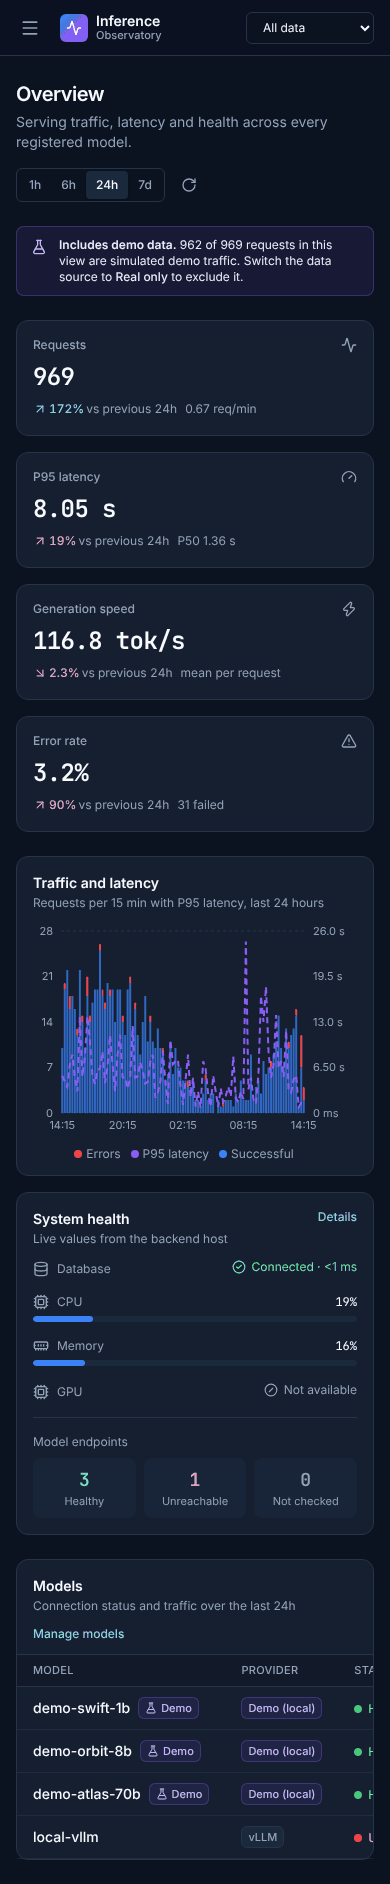 Inference
Observatory
All data
Overview
Serving traffic, latency and health across every
registered model.
1h 6h 24h 7d
Includes demo data. 962 of 969 requests in this
view are simulated demo traffic. Switch the data
source to Real only to exclude it.
Requests
969
172% vs previous 24h 0.67 req/min
P95 latency
8.05 s
19% vs previous 24h P50 1.36 s
Generation speed
116.8 tok/s
2.3% vs previous 24h mean per request
Error rate
3.2%
90% vs previous 24h 31 failed
Traffic and latency
Requests per 15 min with P95 latency, last 24 hours
28 26.0 s
21 19.5 s
14 13.0 s
7 6.50 s
0 0 ms
14:15 20:15 02:15 08:15 14:15
Errors P95 latency Successful
System health Details
Live values from the backend host
Database Connected · <1 ms
CPU 19%
Memory 16%
GPU Not available
Model endpoints
3 1 0
Healthy Unreachable Not checked
Models
Connection status and traffic over the last 24h
Manage models
MODEL PROVIDER STA
demo-swift-1b Demo Demo (local) H
demo-orbit-8b Demo Demo (local) H
demo-atlas-70b Demo Demo (local) H
local-vllm vLLM U